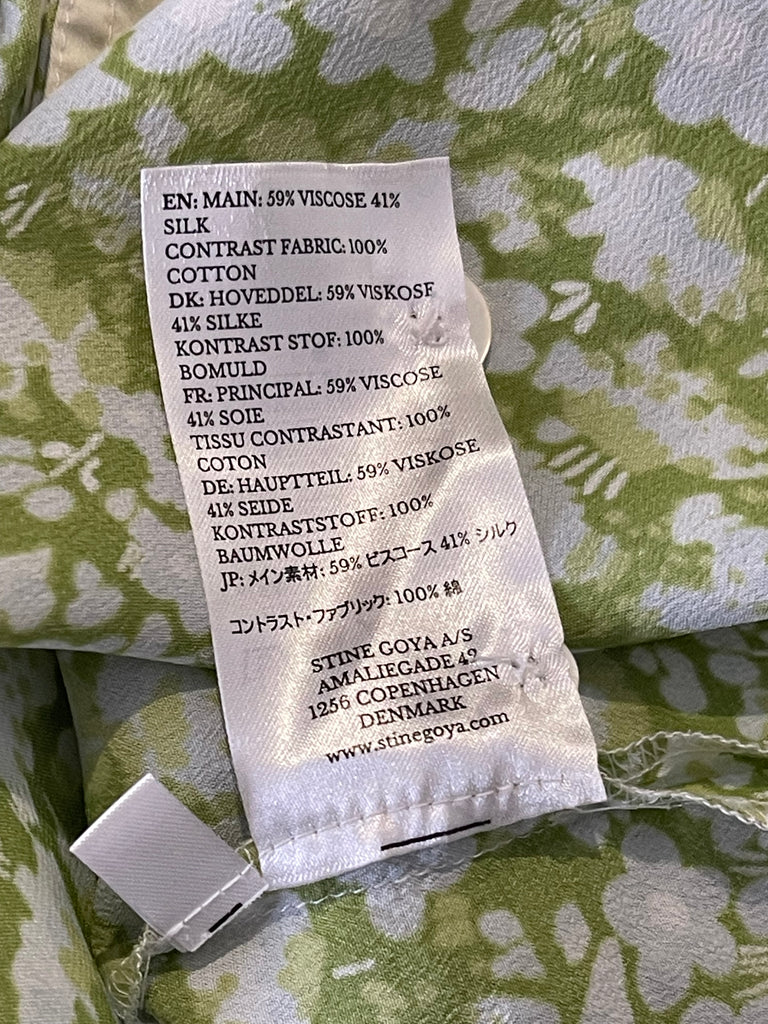 EN: MAIN: 59% VISCOSE 41%
SILK
CONTRAST FABRIC: 100%
COTTON
DK: HOVEDDEL: 59% VISKOSE
41% SILKE
KONTRAST STOF: 100%
BOMULD
FR: PRINCIPAL: 59% VISCOSE
41% SOIE
TISSU CONTRASTANT: 100%
COTON
DE: HAUPTTEIL: 59% VISKOSE
41% SEIDE
KONTRASTSTOFF: 100%
BAUMWOLLE
JP: メイン素材: 59% ビスコース 41% シルク
コントラスト・ファブリック: 100% 綿
STINE GOYA A/S
AMALIEGADE 42
1256 COPENHAGEN
DENMARK
www.stinegoya.com